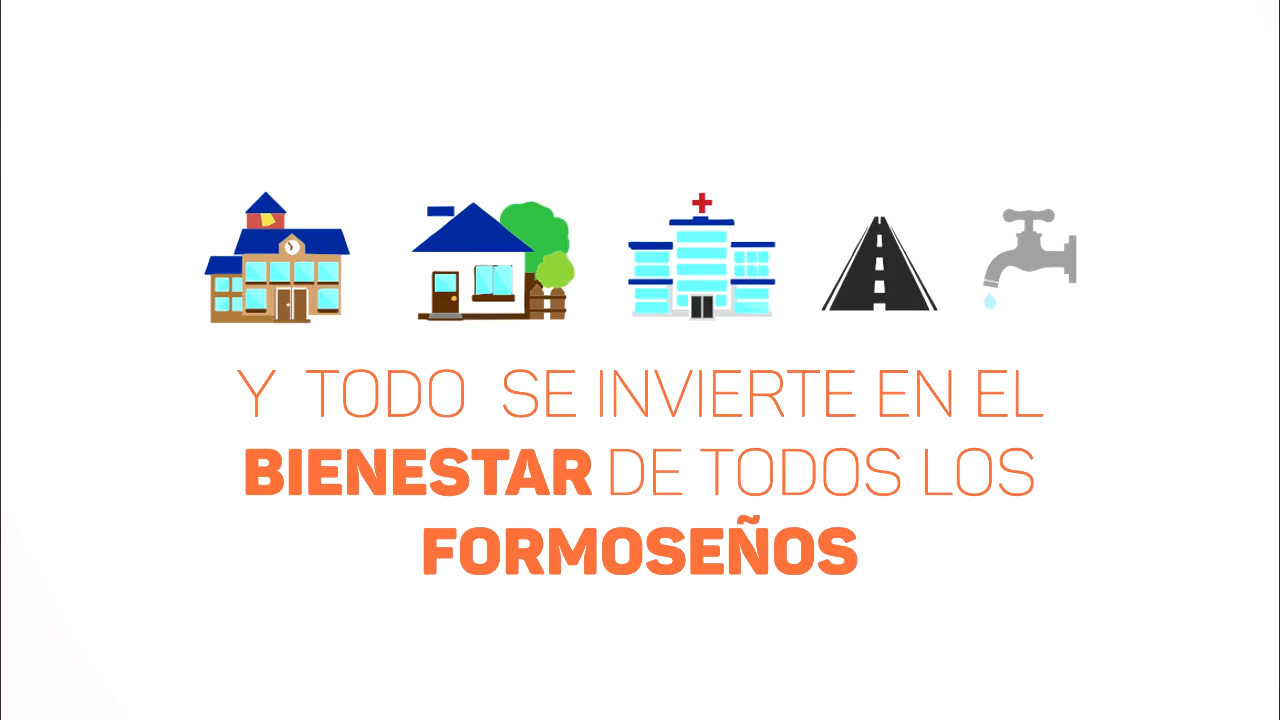 Y TODO SE INVIERTE EN EL
BIENESTAR DE TODOS LOS
FORMOSEÑOS